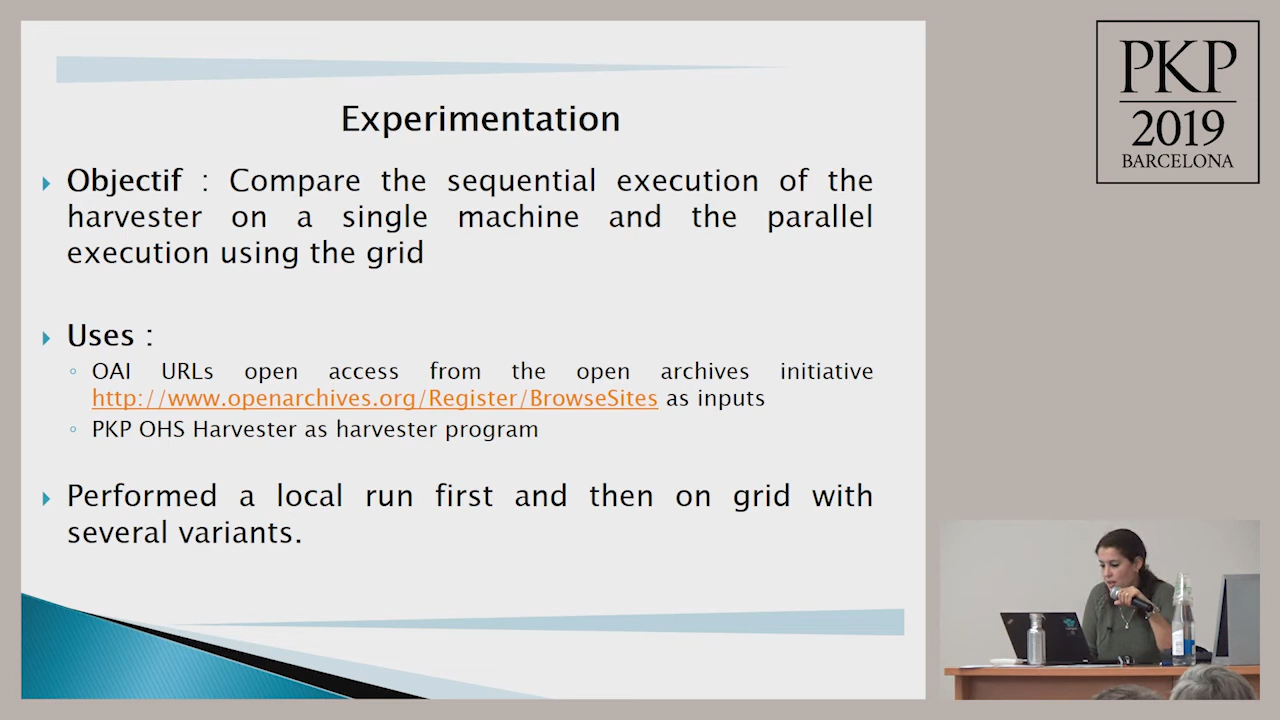 Experimentation
Objectif : Compare the sequential execution of the
harvester on a single machine and the parallel
execution using the grid
Uses :
OAI URLs open access from the open archives initiative
http://www.openarchives.org/Register/BrowseSites as inputs
PKP OHS Harvester as harvester program
Performed a local run first and then on grid with
several variants.
PKP
2019
BARCELONA